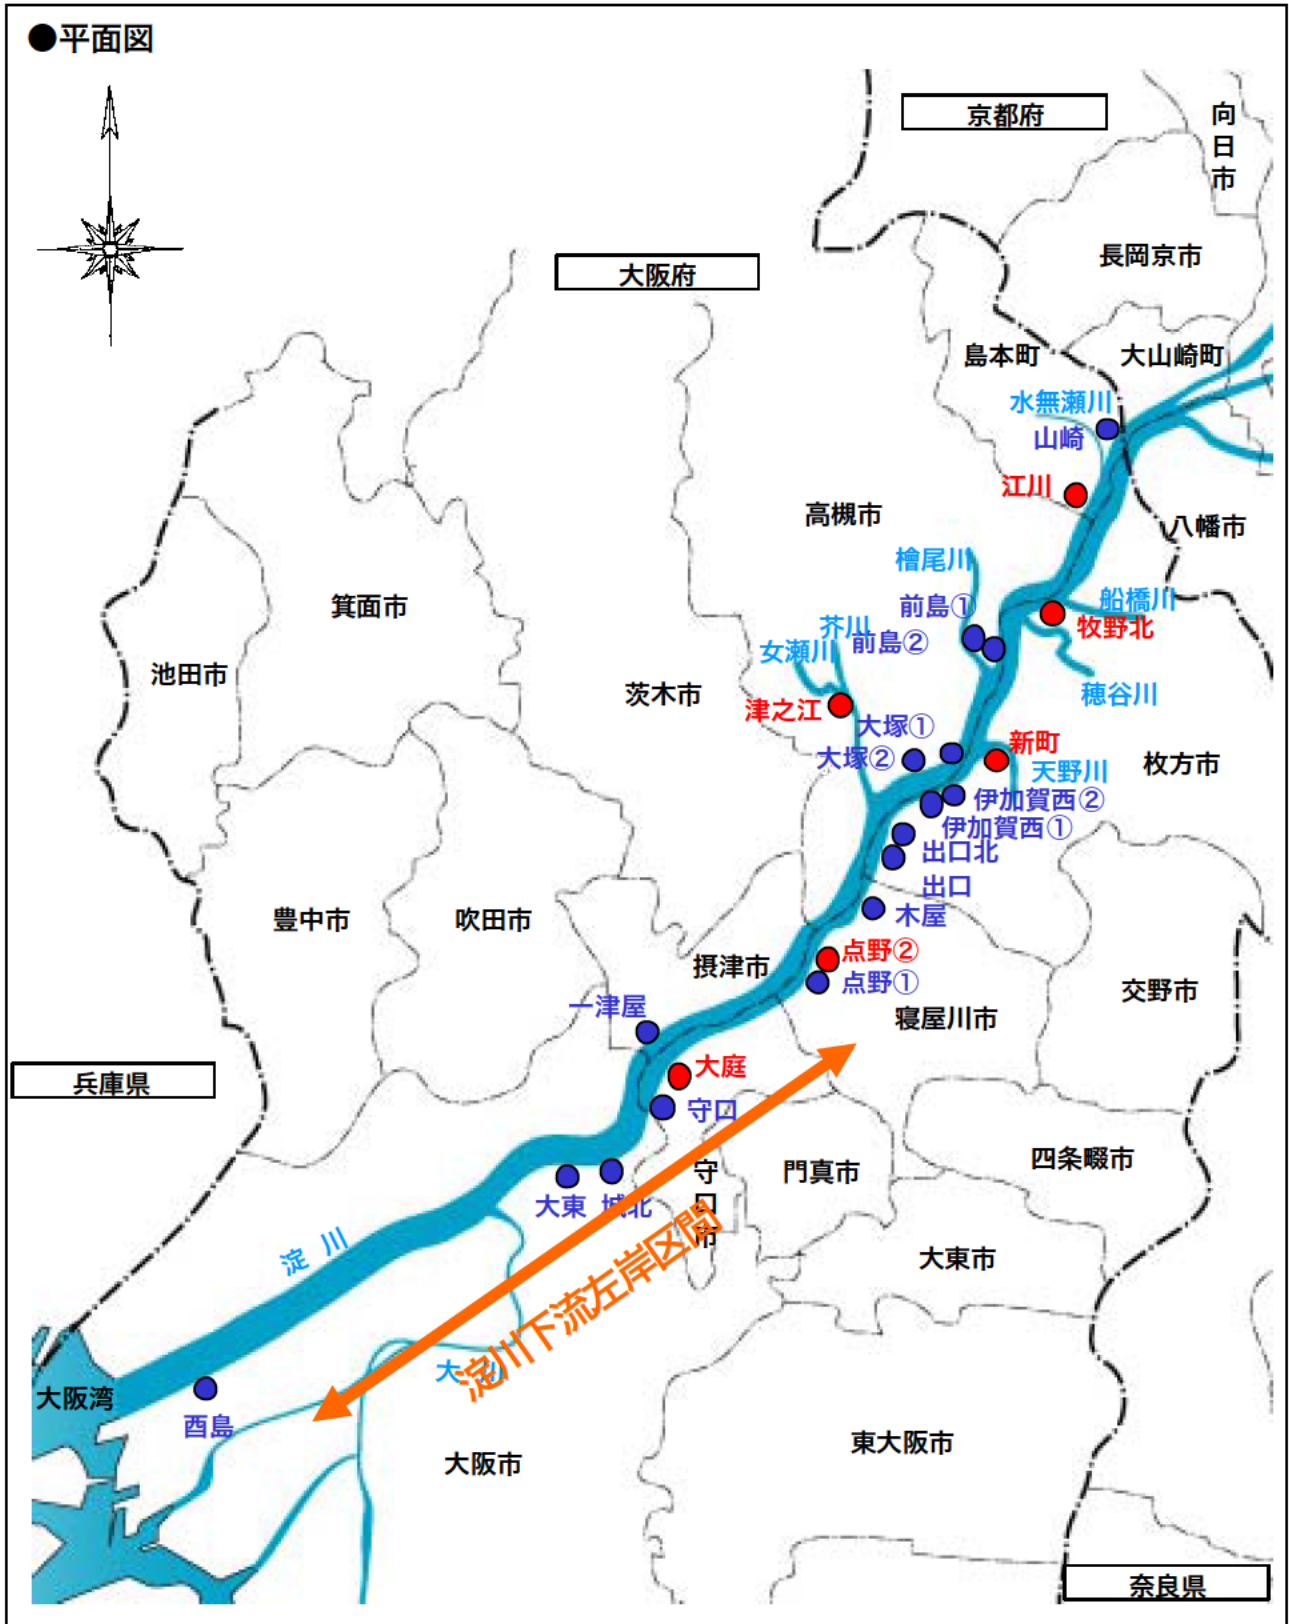 ●平面図
京都府
向日市
長岡京市
大阪府
島本町
大山崎町
水無瀬川
山崎
江川
高槻市
八幡市
檜尾川
船橋川
箕面市
前島①
牧野北
芥川
前島②
女瀬川
池田市
茨木市
穂谷川
津之江
大塚①
新町
大塚②
天野川
枚方市
伊加賀西②
伊加賀西①
出口北
出口
豊中市
吹田市
木屋
点野②
摂津市
点野①
交野市
一津屋
寝屋川市
大庭
兵庫県
守口
四条畷市
門真市
守口市
大東
城北
淀川
大東市
淀川下流左岸区間
大阪湾
酉島
大阪市
東大阪市
奈良県